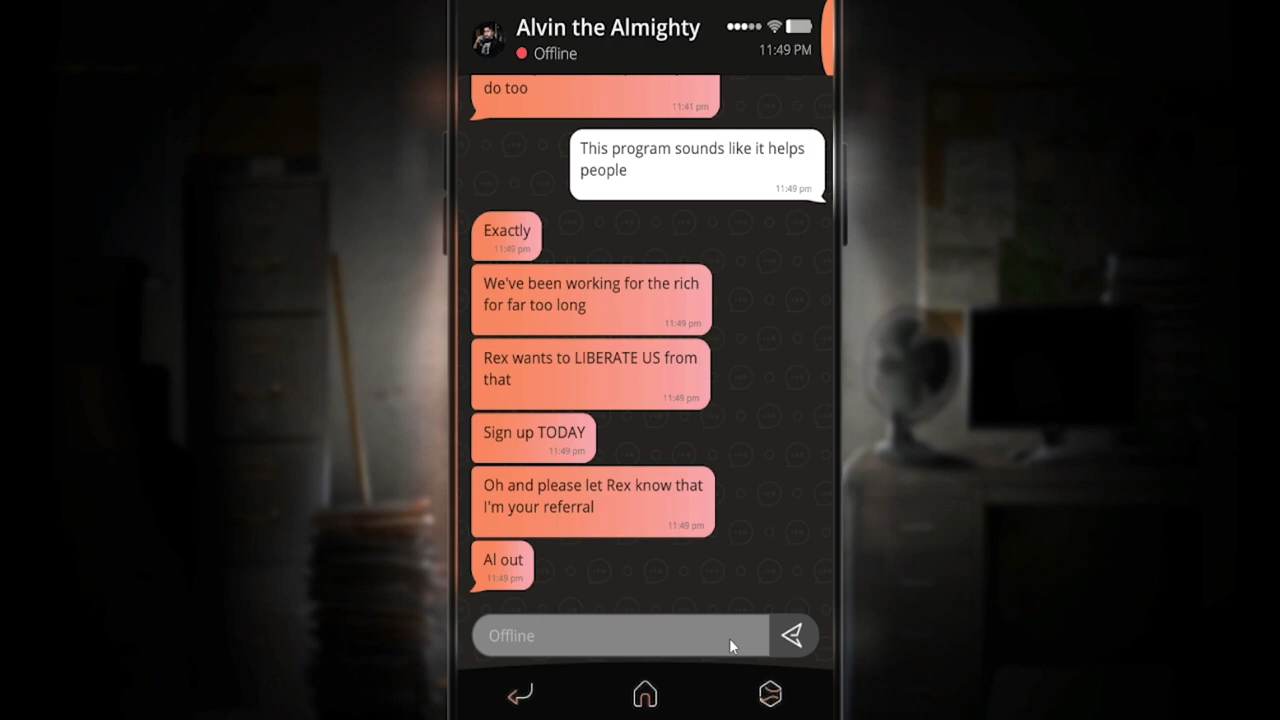 Alvin the Almighty
Offline
11:49 PM
do too
11:41 pm
This program sounds like it helps
people
11:49 pm
Exactly
11:49 pm
We've been working for the rich
for far too long
11:49 pm
Rex wants to LIBERATE US from
that
11:49 pm
Sign up TODAY
11:49 pm
Oh and please let Rex know that
I'm your referral
11:49 pm
Al out
11:49 pm
Offline